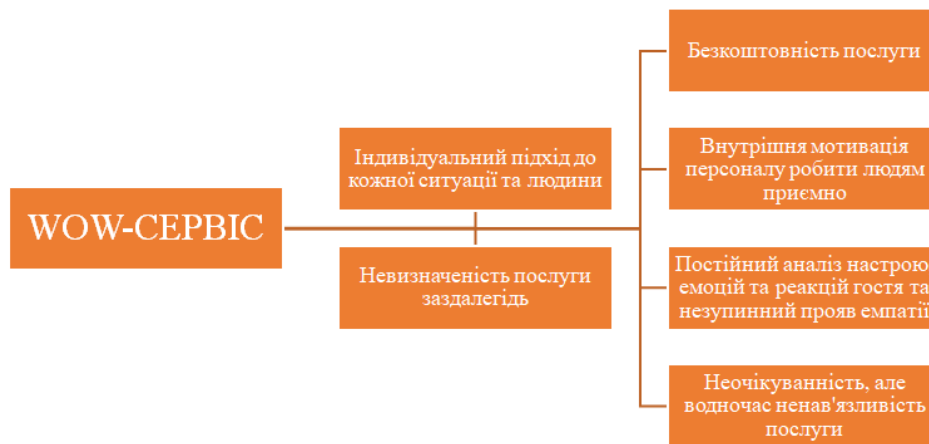 WOW-СЕРВІС
Індивідуальний підхід до
кожної ситуації та людини
Невизначеність послуги
заздалегідь
Безкоштовність послуги
Внутрішня мотивація
персоналу робити людям
приємно
Постійний аналіз настрою,
емоцій та реакцій гостя та
незупинний прояв емпатії
Неочікуванність, але
водночас ненав'язливість
послуги